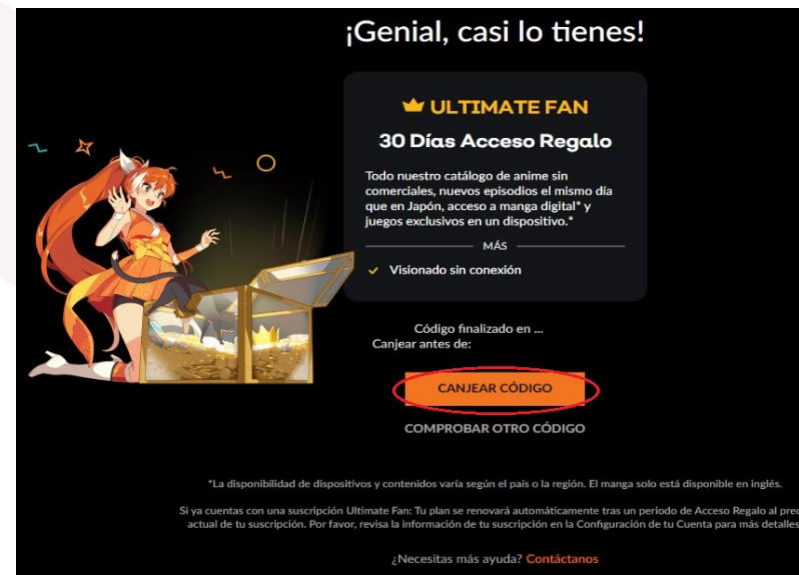 ¡Genial, casi lo tienes!
ULTIMATE FAN
30 Días Acceso Regalo
Todo nuestro catálogo de anime sin
comerciales, nuevos episodios el mismo día
que en Japón, acceso a manga digital* y
juegos exclusivos en un dispositivo.*
MÁS
Visionado sin conexión
Código finalizado en ...
Canjear antes de:
CANJEAR CÓDIGO
COMPROBAR OTRO CÓDIGO
*La disponibilidad de dispositivos y contenidos varía según el país o la región. El manga solo está disponible en inglés.
Si ya cuentas con una suscripción Ultimate Fan: Tu plan se renovará automáticamente tras un periodo de Acceso Regalo al prec
actual de tu suscripción. Por favor, revisa la información de tu suscripción en la Configuración de tu Cuenta para más detalles
¿Necesitas más ayuda? Contáctanos